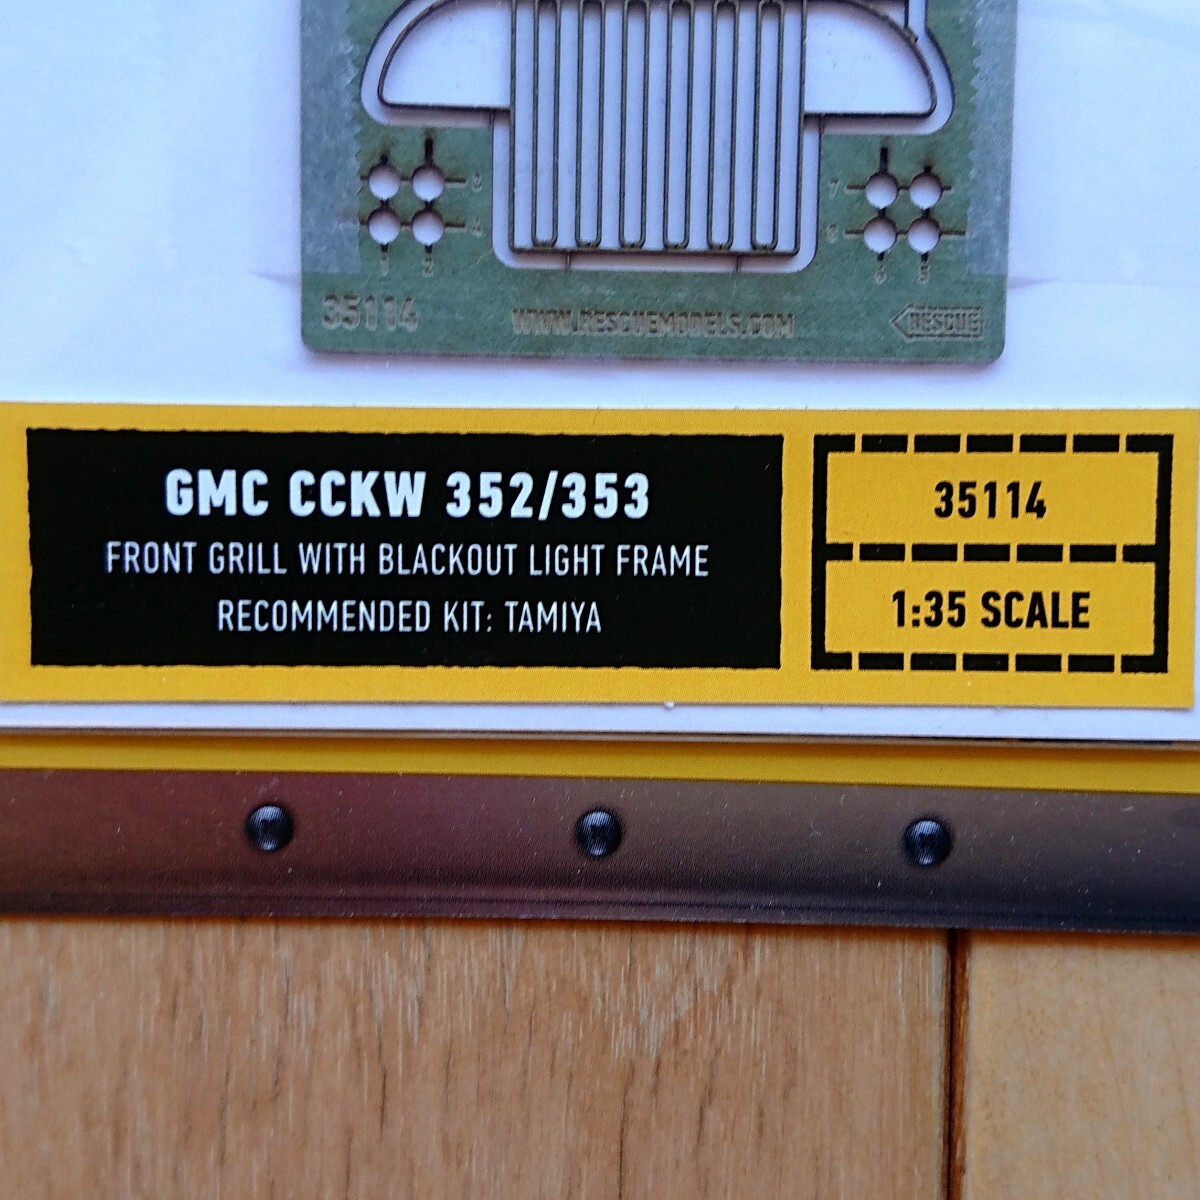 35114
WWW.RESCUEMODELS.COM
RESCUE
GMC CCKW 352/353
FRONT GRILL WITH BLACKOUT LIGHT FRAME
RECOMMENDED KIT: TAMIYA
35114
1:35 SCALE